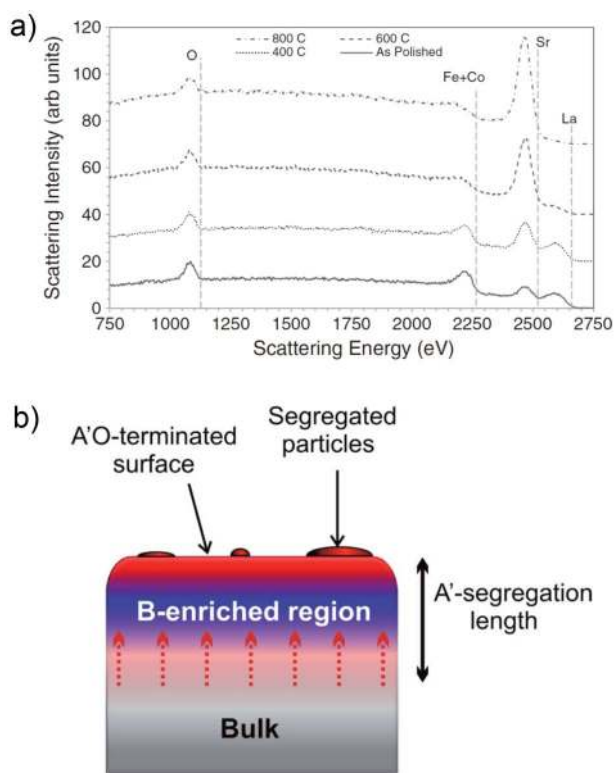 a)
800 C
600 C
400 C
As Polished
O
Fe+Co
Sr
La
Scattering Intensity (arb units)
120
100
80
60
40
20
0
750
1000
1250
1500
1750
2000
2250
2500
2750
Scattering Energy (eV)
b)
A'O-terminated
surface
Segregated
particles
B-enriched region
A'-segregation
length
Bulk